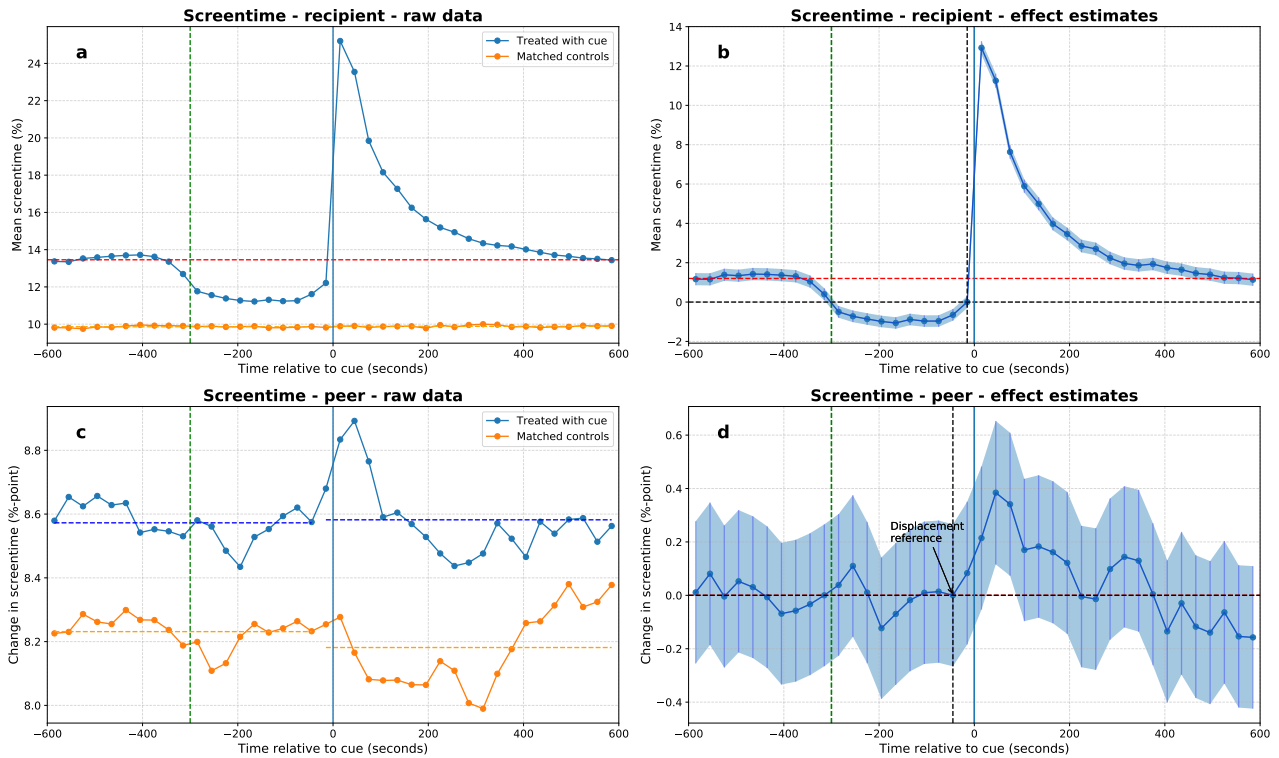 Screentime - recipient - raw data
a
Treated with cue
Matched controls
Mean screentime (%)
24
22
20
18
16
14
12
10
−600
−400
−200
0
200
400
600
Time relative to cue (seconds)
Screentime - recipient - effect estimates
b
Mean screentime (%)
14
12
10
8
6
4
2
0
−2
−600
−400
−200
0
200
400
600
Time relative to cue (seconds)
Screentime - peer - raw data
c
Treated with cue
Matched controls
Change in screentime (%-point)
8.8
8.6
8.4
8.2
8.0
−600
−400
−200
0
200
400
600
Time relative to cue (seconds)
Screentime - peer - effect estimates
d
Displacement
reference
Change in screentime (%-point)
0.6
0.4
0.2
0.0
−0.2
−0.4
−600
−400
−200
0
200
400
600
Time relative to cue (seconds)